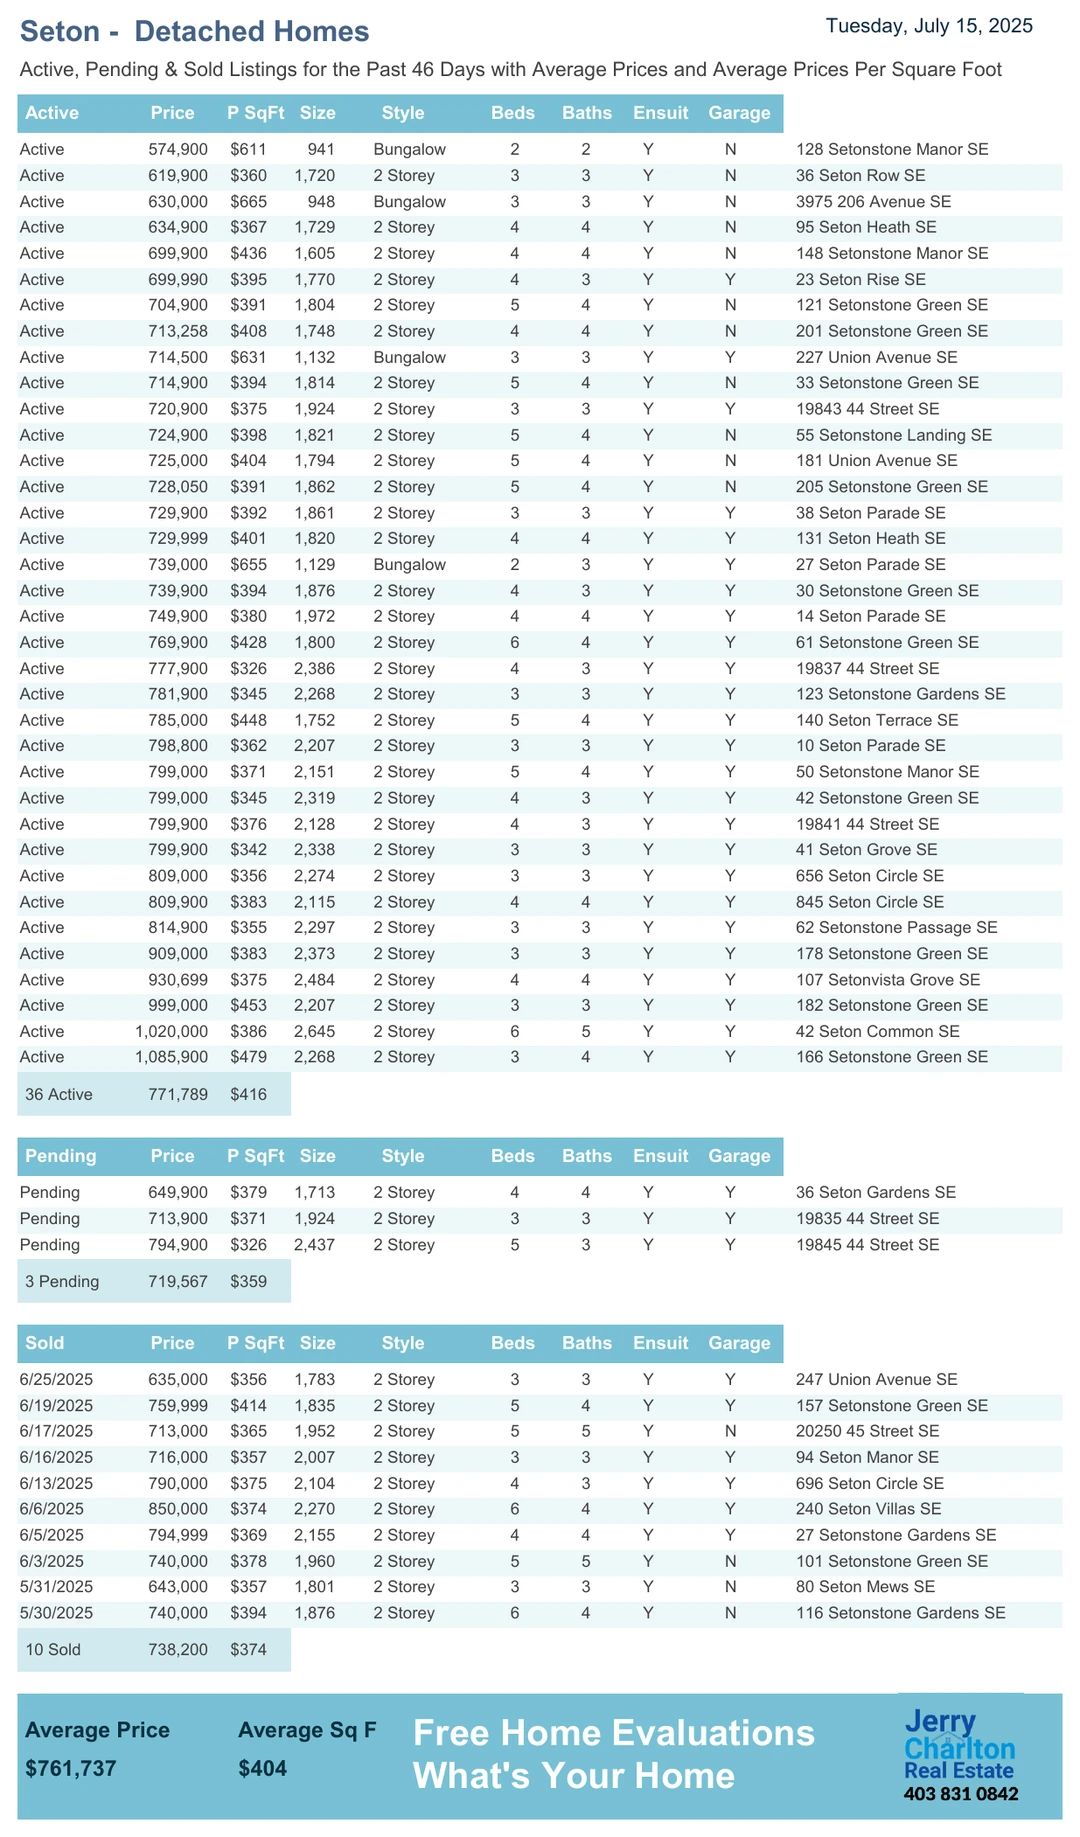 Seton - Detached Homes
Tuesday, July 15, 2025
Active, Pending & Sold Listings for the Past 46 Days with Average Prices and Average Prices Per Square Foot
Active Price P SqFt Size Style Beds Baths Ensuit Garage
Active 574,900 $611 941 Bungalow 2 2 Y N 128 Setonstone Manor SE
Active 619,900 $360 1,720 2 Storey 3 3 Y N 36 Seton Row SE
Active 630,000 $665 948 Bungalow 3 3 Y N 3975 206 Avenue SE
Active 634,900 $367 1,729 2 Storey 4 4 Y N 95 Seton Heath SE
Active 699,900 $436 1,605 2 Storey 4 4 Y N 148 Setonstone Manor SE
Active 699,990 $395 1,770 2 Storey 4 3 Y Y 23 Seton Rise SE
Active 704,900 $391 1,804 2 Storey 5 4 Y N 121 Setonstone Green SE
Active 713,258 $408 1,748 2 Storey 4 4 Y N 201 Setonstone Green SE
Active 714,500 $631 1,132 Bungalow 3 3 Y Y 227 Union Avenue SE
Active 714,900 $394 1,814 2 Storey 5 4 Y N 33 Setonstone Green SE
Active 720,900 $375 1,924 2 Storey 3 3 Y Y 19843 44 Street SE
Active 724,900 $398 1,821 2 Storey 5 4 Y N 55 Setonstone Landing SE
Active 725,000 $404 1,794 2 Storey 5 4 Y N 181 Union Avenue SE
Active 728,050 $391 1,862 2 Storey 5 4 Y N 205 Setonstone Green SE
Active 729,900 $392 1,861 2 Storey 3 3 Y Y 38 Seton Parade SE
Active 729,999 $401 1,820 2 Storey 4 4 Y Y 131 Seton Heath SE
Active 739,000 $655 1,129 Bungalow 2 3 Y Y 27 Seton Parade SE
Active 739,900 $394 1,876 2 Storey 4 3 Y Y 30 Setonstone Green SE
Active 749,900 $380 1,972 2 Storey 4 4 Y Y 14 Seton Parade SE
Active 769,900 $428 1,800 2 Storey 6 4 Y Y 61 Setonstone Green SE
Active 777,900 $326 2,386 2 Storey 4 3 Y Y 19837 44 Street SE
Active 781,900 $345 2,268 2 Storey 3 3 Y Y 123 Setonstone Gardens SE
Active 785,000 $448 1,752 2 Storey 5 4 Y Y 140 Seton Terrace SE
Active 798,800 $362 2,207 2 Storey 3 3 Y Y 10 Seton Parade SE
Active 799,000 $371 2,151 2 Storey 5 4 Y Y 50 Setonstone Manor SE
Active 799,000 $345 2,319 2 Storey 4 3 Y Y 42 Setonstone Green SE
Active 799,900 $376 2,128 2 Storey 4 3 Y Y 19841 44 Street SE
Active 799,900 $342 2,338 2 Storey 3 3 Y Y 41 Seton Grove SE
Active 809,000 $356 2,274 2 Storey 3 3 Y Y 656 Seton Circle SE
Active 809,900 $383 2,115 2 Storey 4 4 Y Y 845 Seton Circle SE
Active 814,900 $355 2,297 2 Storey 3 3 Y Y 62 Setonstone Passage SE
Active 909,000 $383 2,373 2 Storey 3 3 Y Y 178 Setonstone Green SE
Active 930,699 $375 2,484 2 Storey 4 4 Y Y 107 Setonvista Grove SE
Active 999,000 $453 2,207 2 Storey 3 3 Y Y 182 Setonstone Green SE
Active 1,020,000 $386 2,645 2 Storey 6 5 Y Y 42 Seton Common SE
Active 1,085,900 $479 2,268 2 Storey 3 4 Y Y 166 Setonstone Green SE
36 Active 771,789 $416
Pending Price P SqFt Size Style Beds Baths Ensuit Garage
Pending 649,900 $379 1,713 2 Storey 4 4 Y Y 36 Seton Gardens SE
Pending 713,900 $371 1,924 2 Storey 3 3 Y Y 19835 44 Street SE
Pending 794,900 $326 2,437 2 Storey 5 3 Y Y 19845 44 Street SE
3 Pending 719,567 $359
Sold Price P SqFt Size Style Beds Baths Ensuit Garage
6/25/2025 635,000 $356 1,783 2 Storey 3 3 Y Y 247 Union Avenue SE
6/19/2025 759,999 $414 1,835 2 Storey 5 4 Y Y 157 Setonstone Green SE
6/17/2025 713,000 $365 1,952 2 Storey 5 5 Y N 20250 45 Street SE
6/16/2025 716,000 $357 2,007 2 Storey 3 3 Y Y 94 Seton Manor SE
6/13/2025 790,000 $375 2,104 2 Storey 4 3 Y Y 696 Seton Circle SE
6/6/2025 850,000 $374 2,270 2 Storey 6 4 Y Y 240 Seton Villas SE
6/5/2025 794,999 $369 2,155 2 Storey 4 4 Y Y 27 Setonstone Gardens SE
6/3/2025 740,000 $378 1,960 2 Storey 5 5 Y N 101 Setonstone Green SE
5/31/2025 643,000 $357 1,801 2 Storey 3 3 Y N 80 Seton Mews SE
5/30/2025 740,000 $394 1,876 2 Storey 6 4 Y N 116 Setonstone Gardens SE
10 Sold 738,200 $374
Average Price Average Sq F
$761,737 $404
Free Home Evaluations
What's Your Home
Jerry
Charlton
Real Estate
403 831 0842